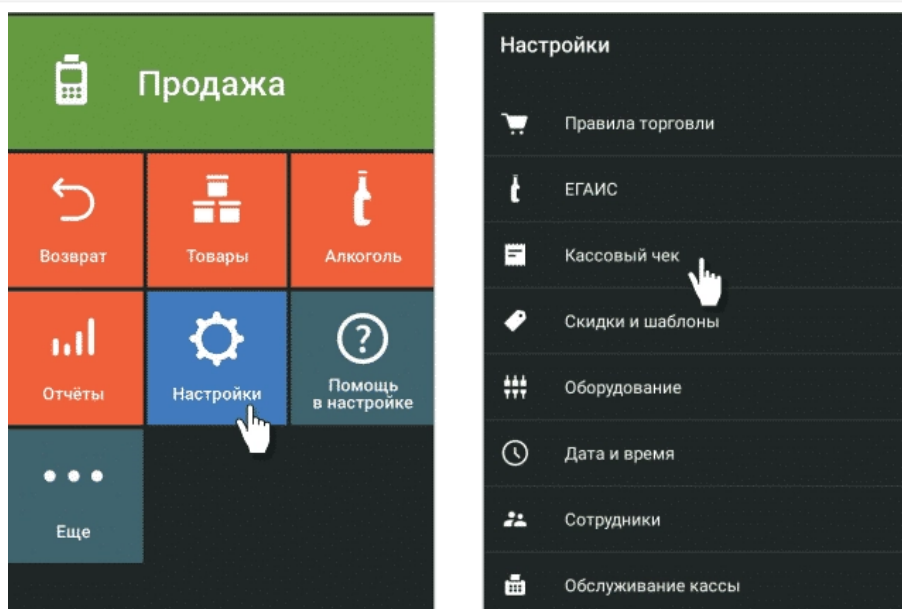 Продажа
Возврат
Товары
Алкоголь
Отчёты
Настройки
Помощь
в настройке
Еще
Настройки
Правила торговли
ЕГАИС
Кассовый чек
Скидки и шаблоны
Оборудование
Дата и время
Сотрудники
Обслуживание кассы